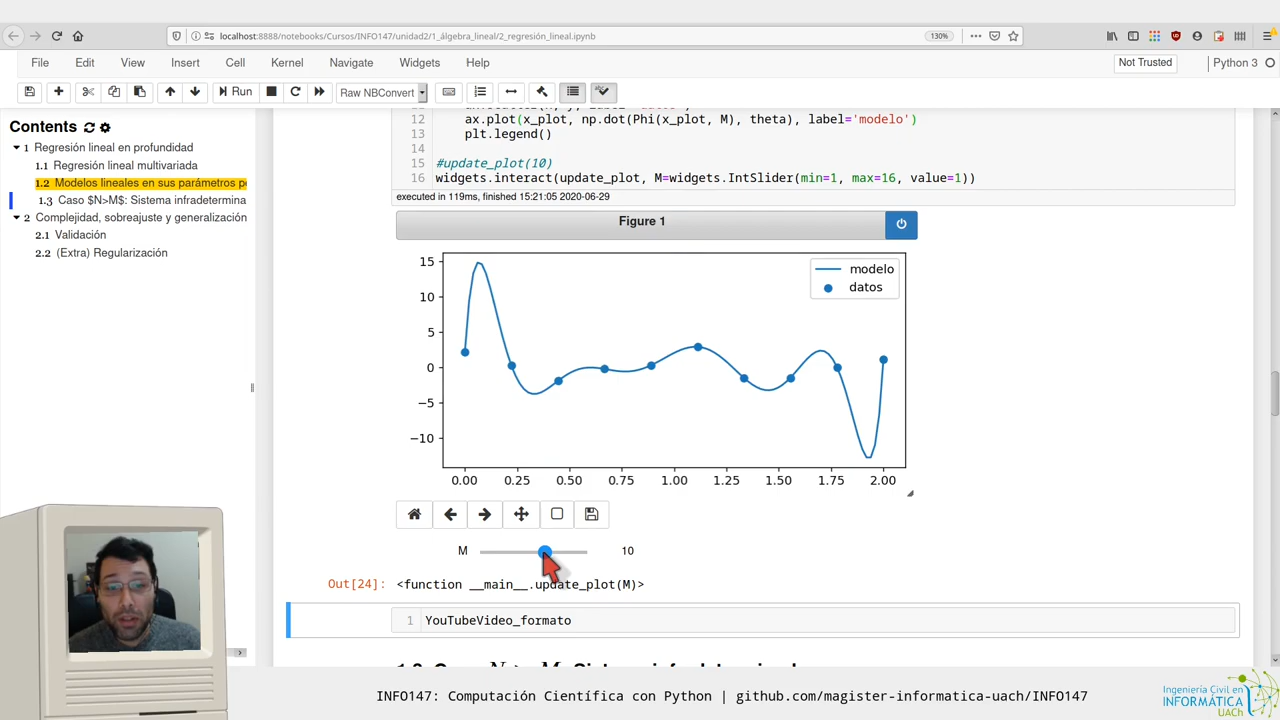 localhost:8888/notebooks/Cursos/INFO147/unidad2/1_álgebra_lineal/2_regresión_lineal.ipynb
130%
File Edit View Insert Cell Kernel Navigate Widgets Help
Not Trusted
Python 3
Run
Raw NBConvert
Contents
1 Regresión lineal en profundidad
1.1 Regresión lineal multivariada
1.2 Modelos lineales en sus parámetros p
1.3 Caso $N>M$: Sistema infradetermina
2 Complejidad, sobreajuste y generalización
2.1 Validación
2.2 (Extra) Regularización
12 ax.plot(x_plot, np.dot(Phi(x_plot, M), theta), label='modelo')
13 plt.legend()
14
15 #update_plot(10)
16 widgets.interact(update_plot, M=widgets.IntSlider(min=1, max=16, value=1))
executed in 119ms, finished 15:21:05 2020-06-29
Figure 1
modelo
datos
15
10
5
0
−5
−10
0.00 0.25 0.50 0.75 1.00 1.25 1.50 1.75 2.00
M 10
Out[24]: <function __main__.update_plot(M)>
1 YouTubeVideo_formato
INFO147: Computación Científica con Python | github.com/magister-informatica-uach/INFO147
Ingeniería Civil en
INFORMÁTICA
UACh